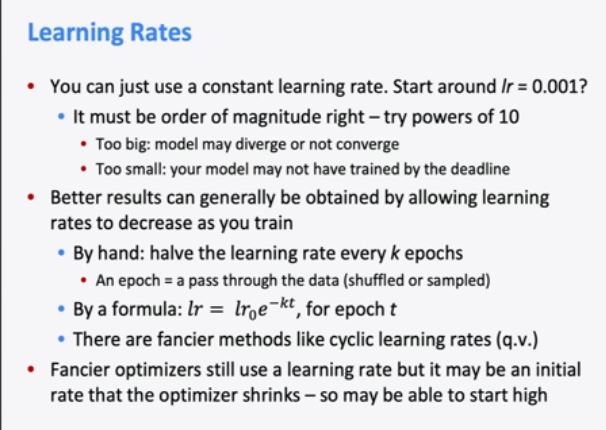 Learning Rates
• You can just use a constant learning rate. Start around lr = 0.001?
• It must be order of magnitude right – try powers of 10
• Too big: model may diverge or not converge
• Too small: your model may not have trained by the deadline
• Better results can generally be obtained by allowing learning
rates to decrease as you train
• By hand: halve the learning rate every k epochs
• An epoch = a pass through the data (shuffled or sampled)
• By a formula: lr = lr₀e⁻ᵏᵗ, for epoch t
• There are fancier methods like cyclic learning rates (q.v.)
• Fancier optimizers still use a learning rate but it may be an initial
rate that the optimizer shrinks – so may be able to start high